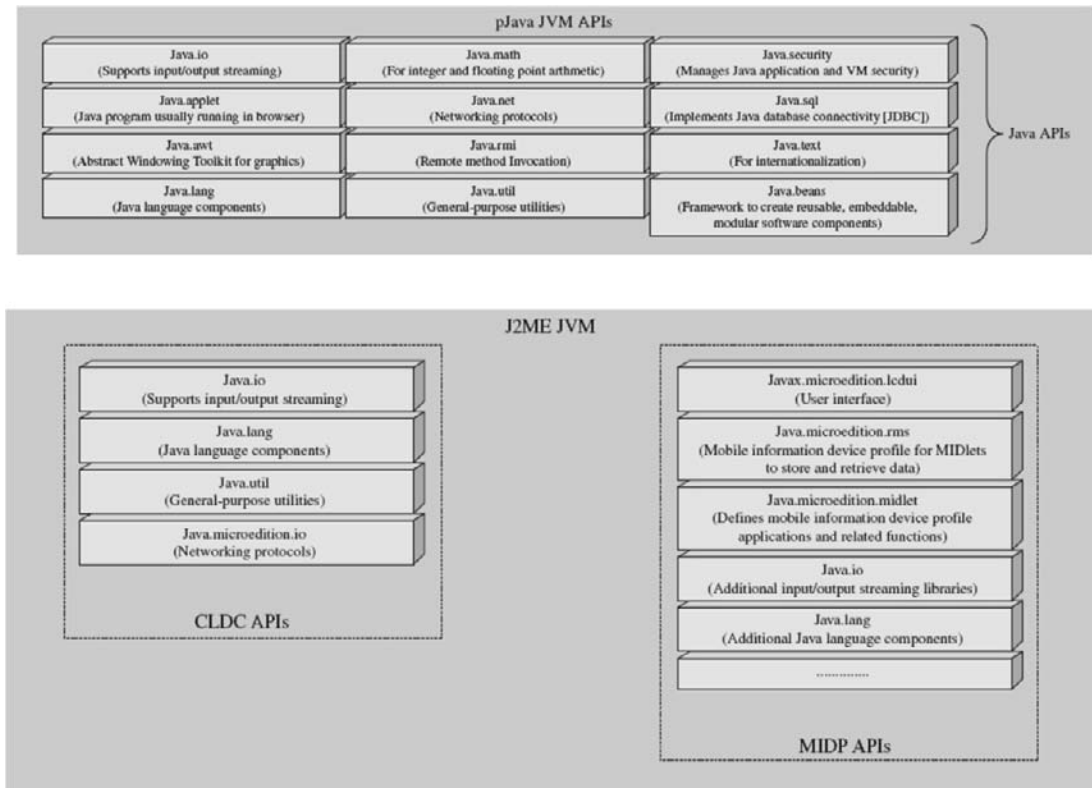 pJava JVM APIs
Java.io
(Supports input/output streaming)
Java.math
(For integer and floating point arthmetic)
Java.security
(Manages Java application and VM security)
Java.applet
(Java program usually running in browser)
Java.net
(Networking protocols)
Java.sql
(Implements Java database connectivity [JDBC])
Java.awt
(Abstract Windowing Toolkit for graphics)
Java.rmi
(Remote method Invocation)
Java.text
(For internationalization)
Java.lang
(Java language components)
Java.util
(General-purpose utilities)
Java.beans
(Framework to create reusable, embeddable,
modular software components)
Java APIs
J2ME JVM
Java.io
(Supports input/output streaming)
Java.lang
(Java language components)
Java.util
(General-purpose utilities)
Java.microedition.io
(Networking protocols)
CLDC APIs
Javax.microedition.lcdui
(User interface)
Java.microedition.rms
(Mobile information device profile for MIDlets
to store and retrieve data)
Java.microedition.midlet
(Defines mobile information device profile
applications and related functions)
Java.io
(Additional input/output streaming libraries)
Java.lang
(Additional Java language components)
..............
MIDP APIs